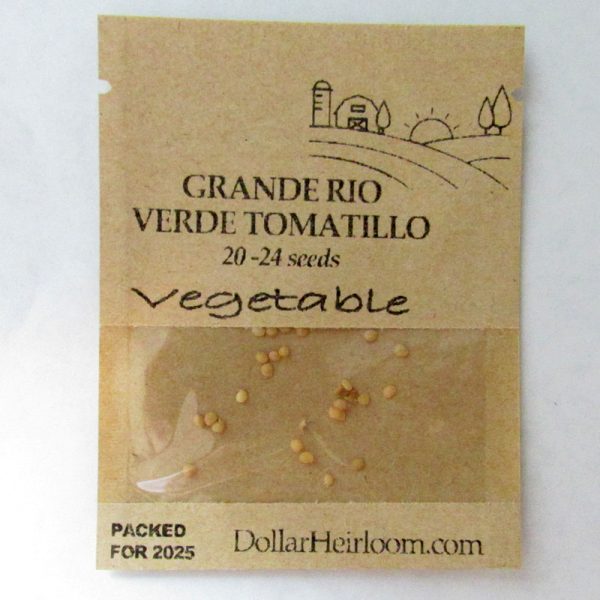 GRANDE RIO
VERDE TOMATILLO
20-24 seeds
Vegetable
PACKED
FOR 2025
DollarHeirloom.com